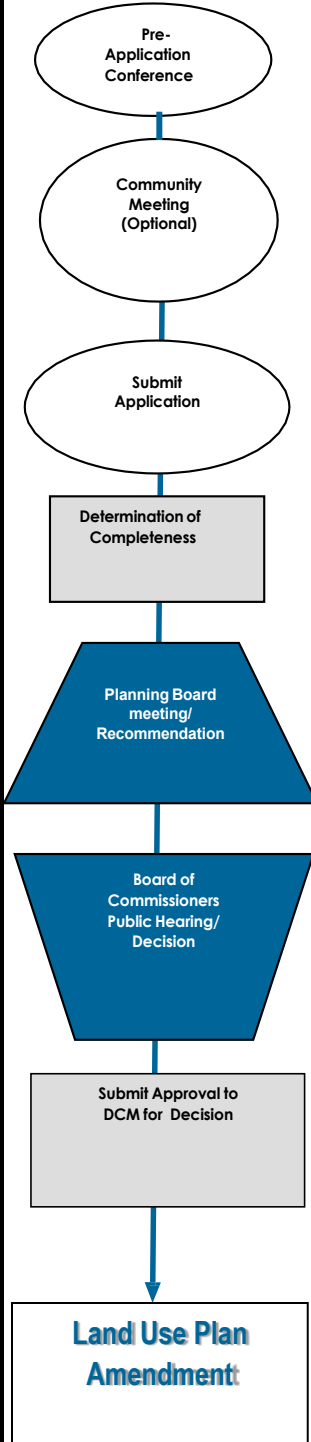 Pre-
Application
Conference
Community
Meeting
(Optional)
Submit
Application
Determination of
Completeness
Planning Board
meeting/
Recommendation
Board of
Commissioners
Public Hearing/
Decision
Submit Approval to
DCM for Decision
Land Use Plan
Amendment